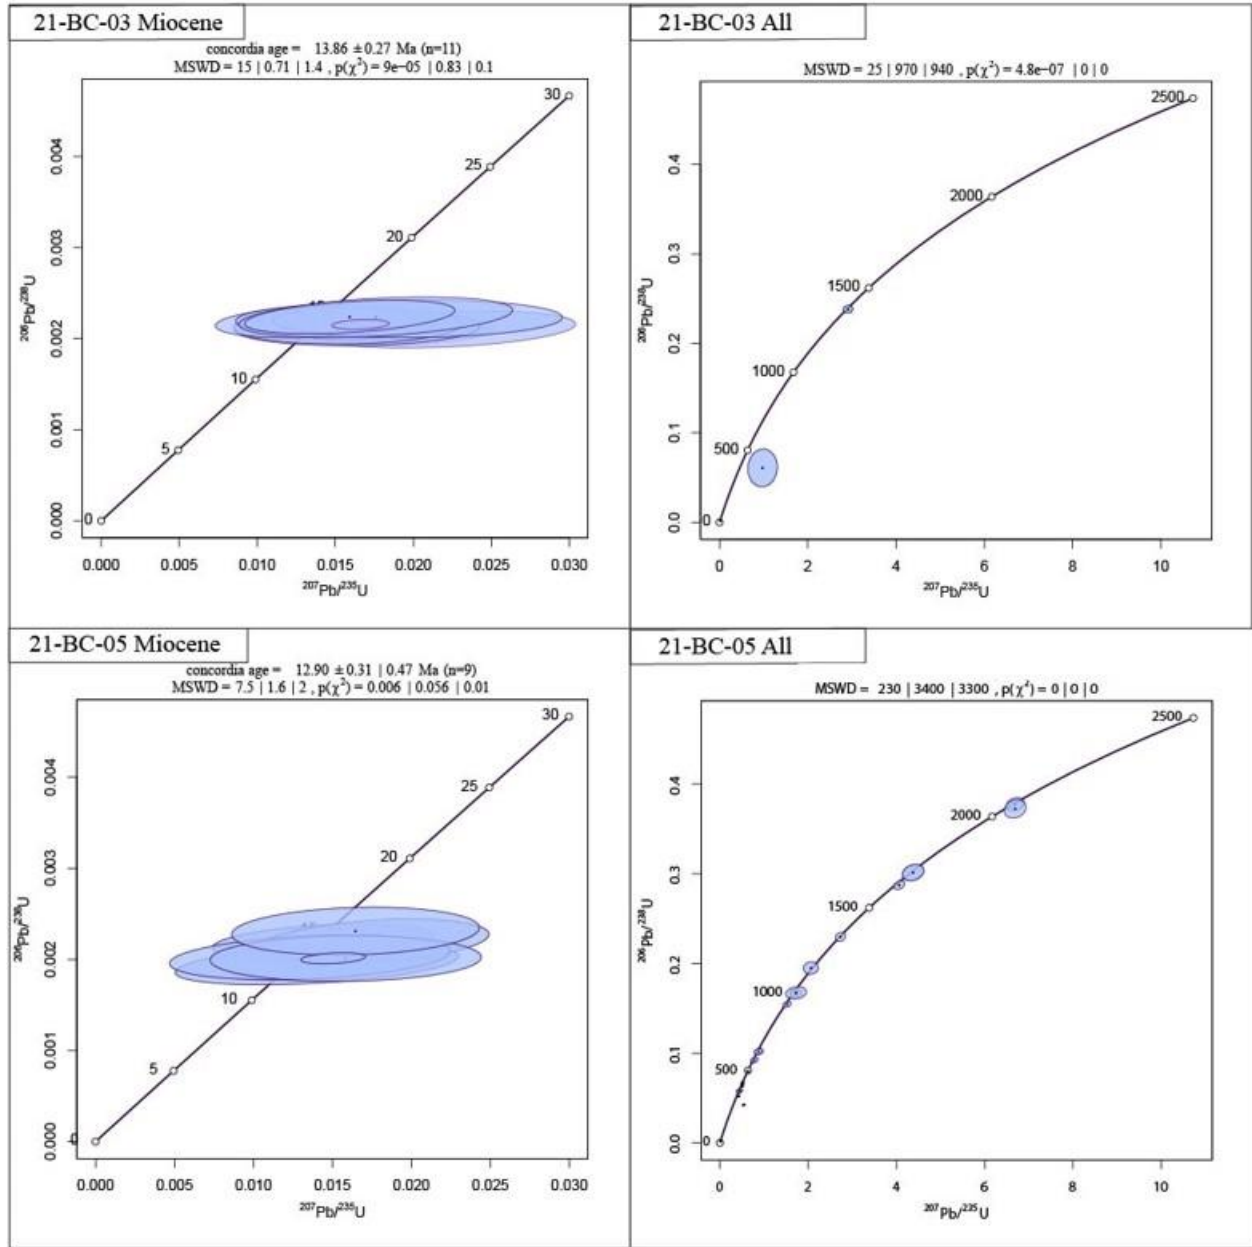 21-BC-03 Miocene
concordia age = 13.86 ±0.27 Ma (n=11)
MSWD = 15 | 0.71 | 1.4 , p(χ²) = 9e−05 | 0.83 | 0.1
30
25
20
10
5
0
0.004
0.003
0.002
0.001
0.000
²⁰⁶Pb/²³⁸U
0.000 0.005 0.010 0.015 0.020 0.025 0.030
²⁰⁷Pb/²³⁵U
21-BC-03 All
MSWD = 25 | 970 | 940 , p(χ²) = 4.8e−07 | 0 | 0
2500
2000
1500
1000
500
0
0.4
0.3
0.2
0.1
0.0
²⁰⁶Pb/²³⁸U
0 2 4 6 8 10
²⁰⁷Pb/²³⁵U
21-BC-05 Miocene
concordia age = 12.90 ±0.31 | 0.47 Ma (n=9)
MSWD = 7.5 | 1.6 | 2 , p(χ²) = 0.006 | 0.056 | 0.01
30
25
20
10
5
0
0.004
0.003
0.002
0.001
0.000
²⁰⁶Pb/²³⁸U
0.000 0.005 0.010 0.015 0.020 0.025 0.030
²⁰⁷Pb/²³⁵U
21-BC-05 All
MSWD = 230 | 3400 | 3300 , p(χ²) = 0 | 0 | 0
2500
2000
1500
1000
500
0
0.4
0.3
0.2
0.1
0.0
²⁰⁶Pb/²³⁸U
0 2 4 6 8 10
²⁰⁷Pb/²³⁵U